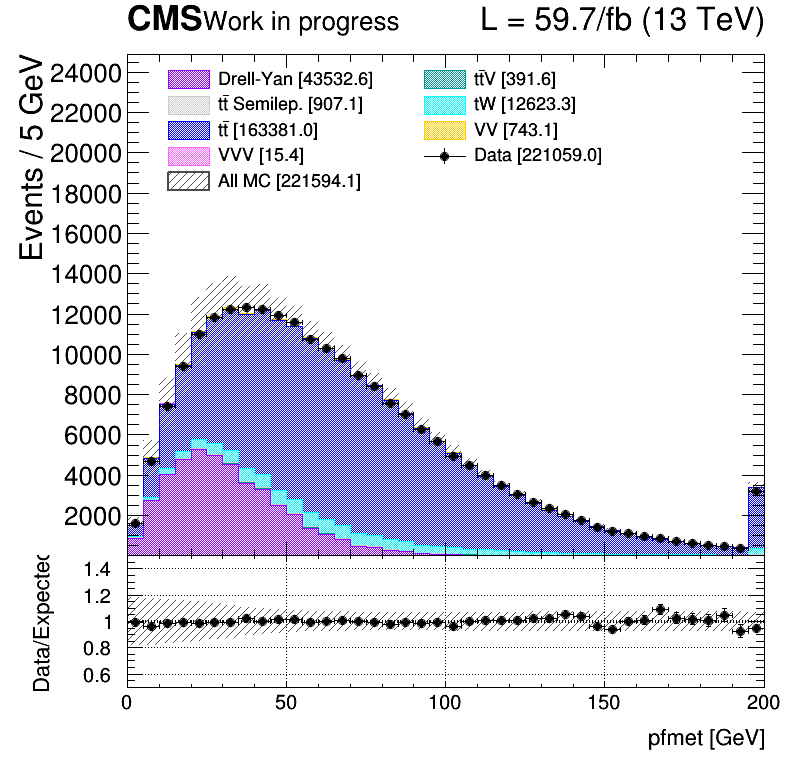 CMS Work in progress L = 59.7/fb (13 TeV)
Events / 5 GeV
24000
22000
20000
18000
16000
14000
12000
10000
8000
6000
4000
2000
Drell-Yan [43532.6]
tt̄ Semilep. [907.1]
tt̄ [163381.0]
VVV [15.4]
All MC [221594.1]
tt̄V [391.6]
tW [12623.3]
VV [743.1]
Data [221059.0]
Data/Expected
1.4
1.2
1
0.8
0.6
0 50 100 150 200
pfmet [GeV]